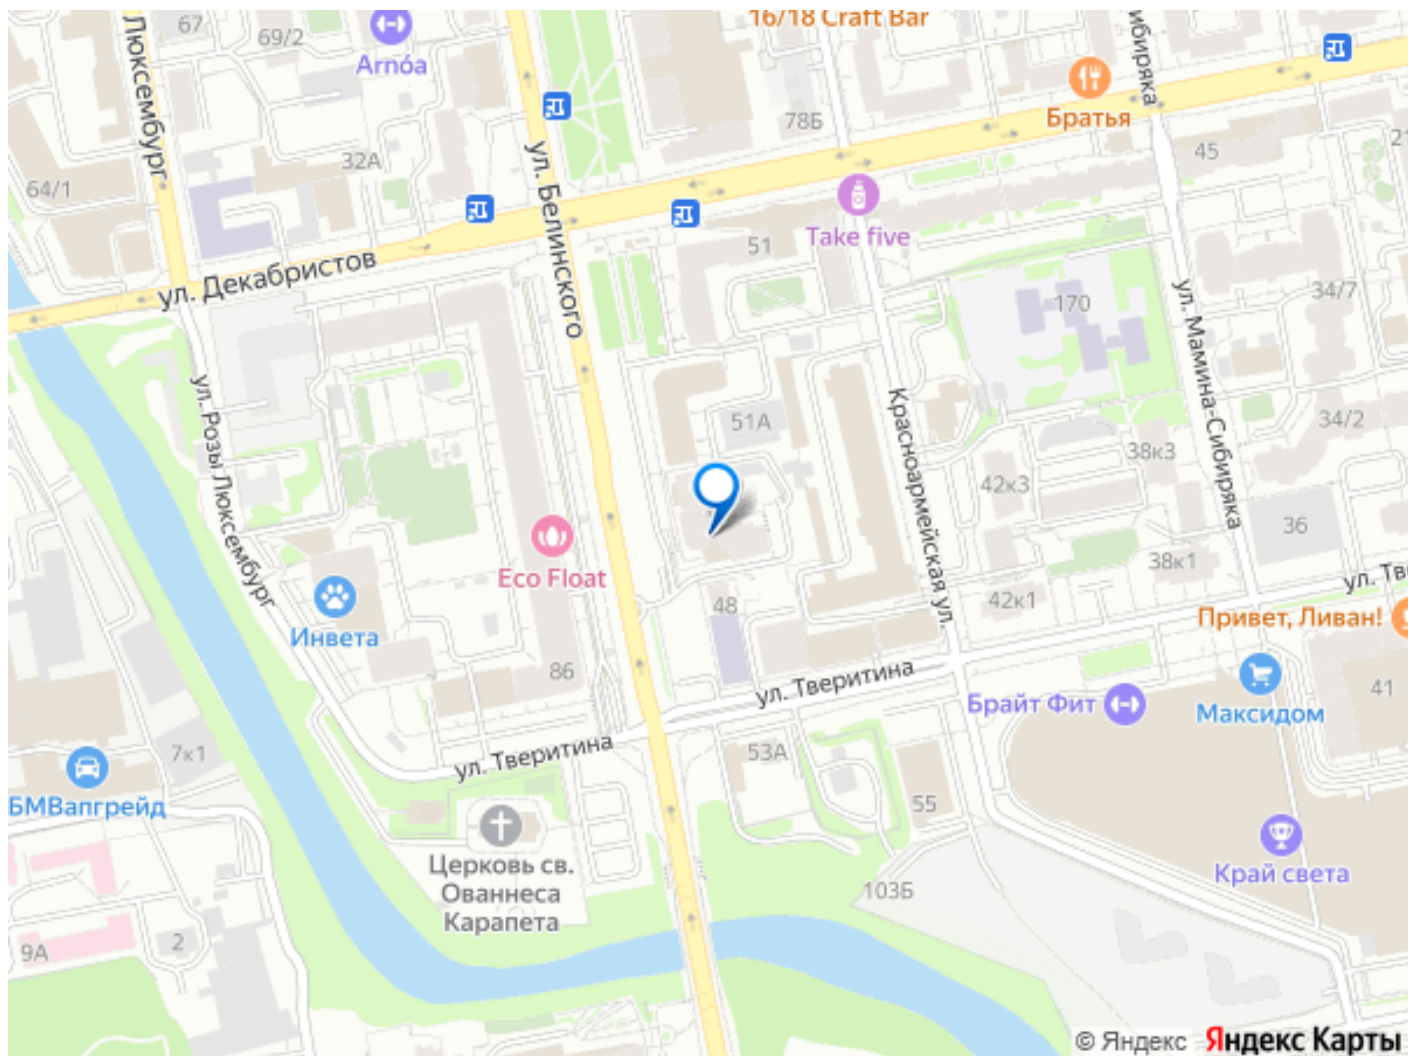 16/18 Craft Bar
67
69/2
Arnóa
Люксембург
Братья
78Б
45
32А
64/1
ул. Белинского
Take five
51
ул. Декабристов
170
34/7
ул. Мамина-Сибиряка
ул. Розы Люксембург
51А
Красноармейская ул.
34/2
38к3
42к3
36
Eco Float
38к1
42к1
48
Инвета
Привет, Ливан!
86
ул. Тверитина
41
Брайт Фит
Максидом
ул. Тверитина
53А
7к1
БМВапгрейд
55
Церковь св.
Ованнеса
Карапета
Край света
103Б
2
9А
© Яндекс Яндекс Карты